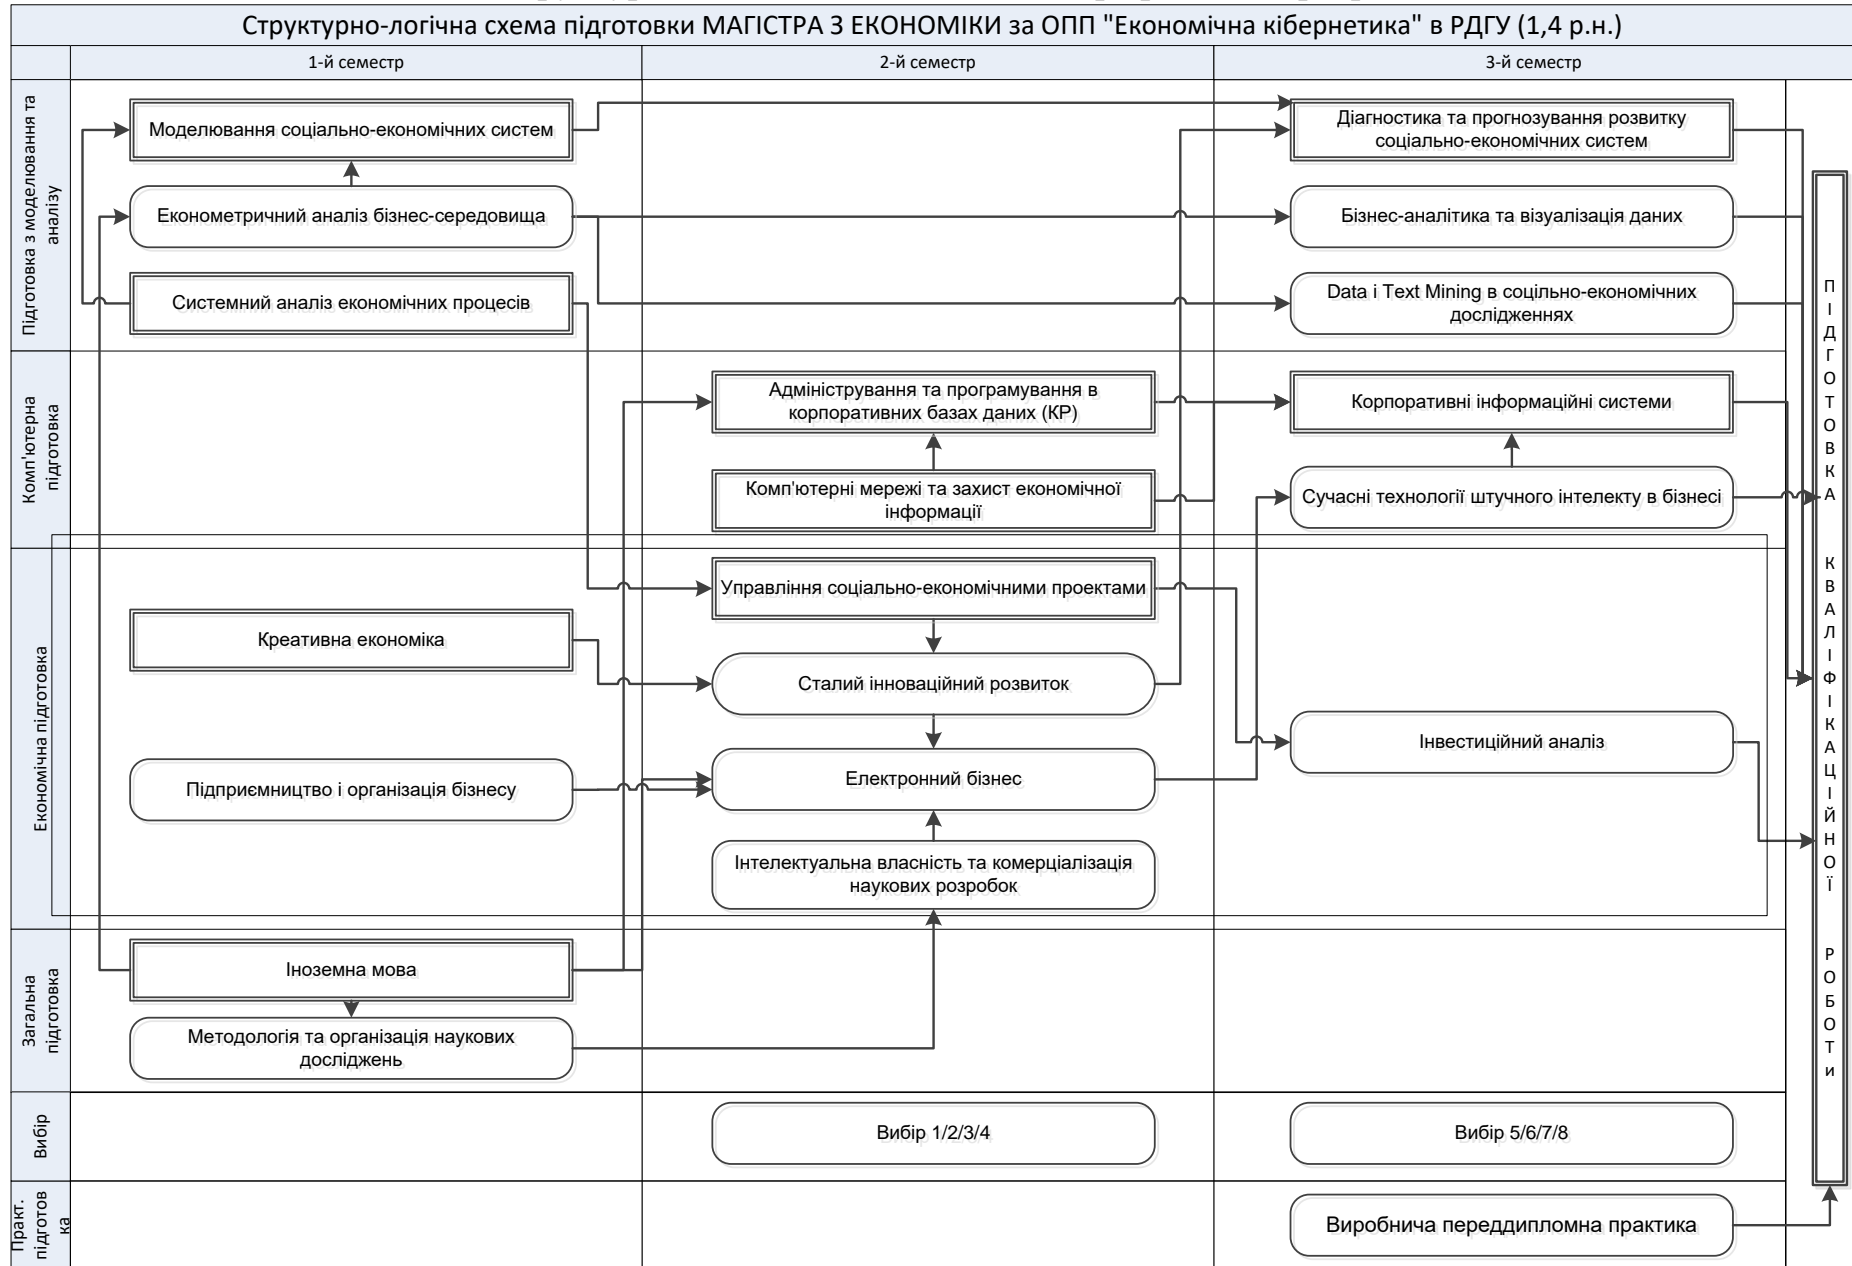 Структурно-логічна схема підготовки МАГІСТРА З ЕКОНОМІКИ за ОПП "Економічна кібернетика" в РДГУ (1,4 р.н.)
1-й семестр
2-й семестр
3-й семестр
Підготовка з моделювання та
аналізу
Моделювання соціально-економічних систем
Діагностика та прогнозування розвитку
соціально-економічних систем
Економетричний аналіз бізнес-середовища
Бізнес-аналітика та візуалізація даних
Системний аналіз економічних процесів
Data і Text Mining в соцільно-економічних
дослідженнях
Комп'ютерна
підготовка
Адміністрування та програмування в
корпоративних базах даних (КР)
Корпоративні інформаційні системи
Комп'ютерні мережі та захист економічної
інформації
Сучасні технології штучного інтелекту в бізнесі
Економічна підготовка
Управління соціально-економічними проектами
Креативна економіка
Сталий інноваційний розвиток
Інвестиційний аналіз
Електронний бізнес
Підприємництво і організація бізнесу
Інтелектуальна власність та комерціалізація
наукових розробок
Загальна
підготовка
Іноземна мова
Методологія та організація наукових
досліджень
Вибір
Вибір 1/2/3/4
Вибір 5/6/7/8
Практ.
підготов
ка
Виробнича переддипломна практика
ПІДГОТОВКА КВАЛІФІКАЦІЙНОЇ РОБОТи